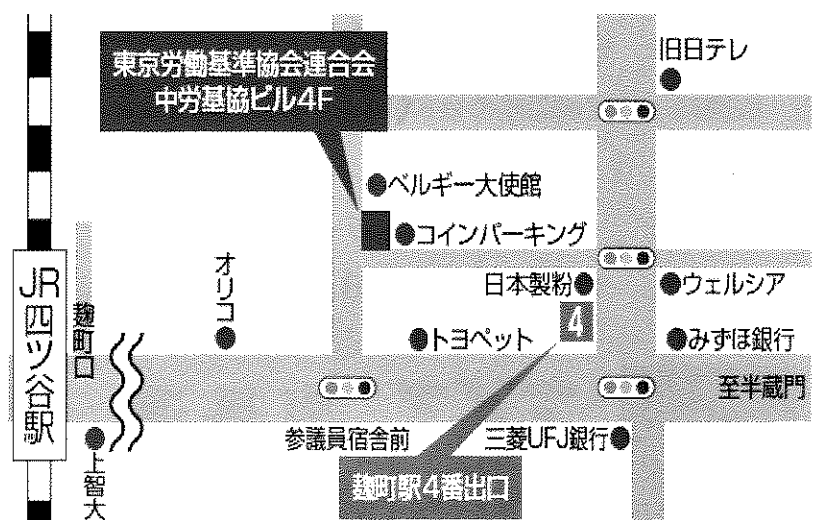 東京労働基準協会連合会
中労基協ビル4F
旧日テレ
ベルギー大使館
コインパーキング
JR四ツ谷駅
麹町口
オリコ
日本製粉
ウェルシア
4
トヨペット
みずほ銀行
至半蔵門
上智大
参議員宿舎前
三菱UFJ銀行
麹町駅4番出口